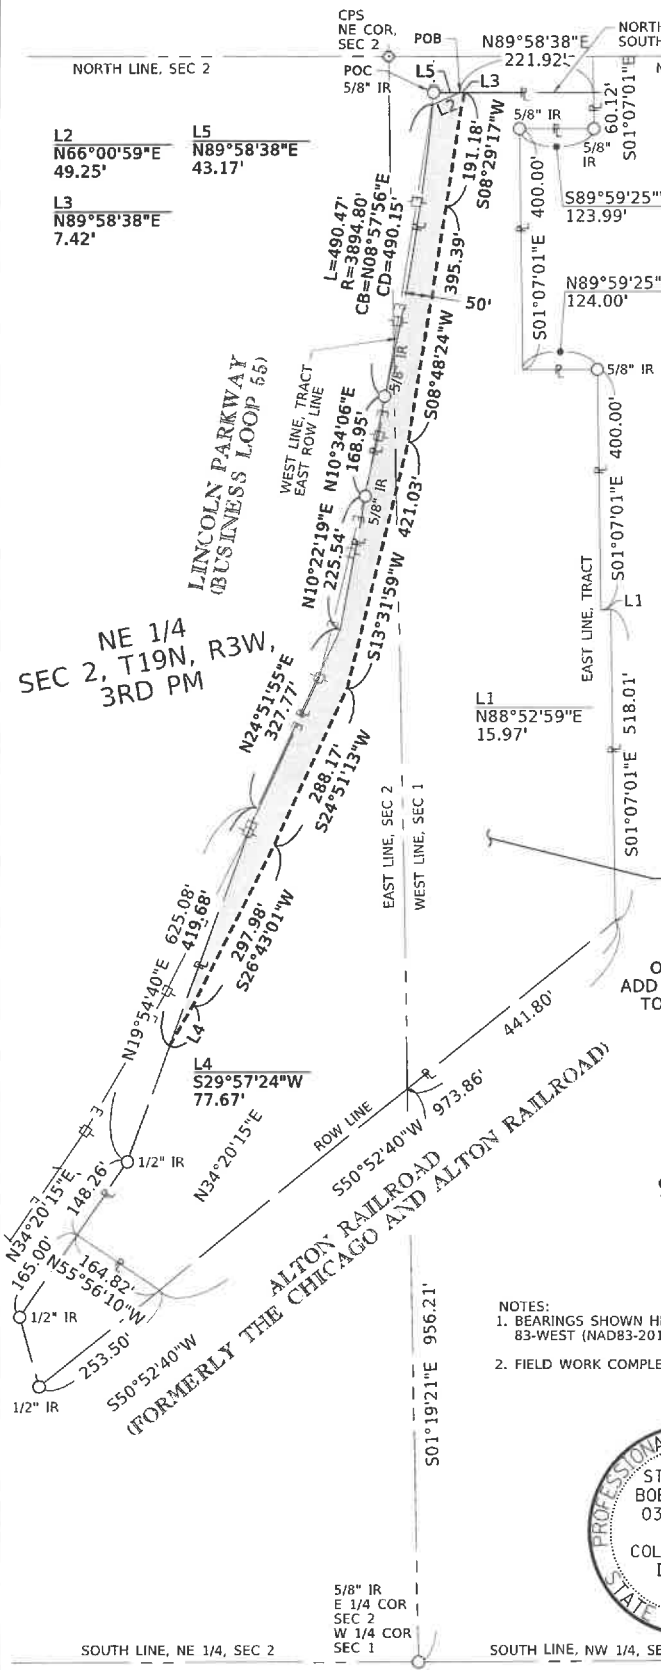 CPS
NE COR,
SEC 2
POB
N89°58'38"E
221.92'
NORTH
SOUTH
NORTH LINE, SEC 2
POC
5/8" IR
L5
L3
L2
60.12'
S01°07'01"E
5/8" IR
5/8"
IR
L2
N66°00'59"E
49.25'
L5
N89°58'38"E
43.17'
L3
N89°58'38"E
7.42'
191.18'
S08°29'17"W
S89°59'25"
123.99'
400.00'
S01°07'01"E
L=490.47'
R=3894.80'
CB=N08°57'56"E
CD=490.15'
395.39'
S08°48'24"W
50'
N89°59'25"
124.00'
5/8" IR
LINCOLN PARKWAY
(BUSINESS LOOP 55)
WEST LINE, TRACT
EAST ROW LINE
5/8" IR
N10°34'06"E
168.95'
400.00'
S01°07'01"E
5/8" IR
421.03'
S13°31'59"W
N10°22'19"E
225.54'
EAST LINE, TRACT
L1
NE 1/4
SEC 2, T19N, R3W,
3RD PM
N24°51'55"E
327.77'
L1
N88°52'59"E
15.97'
518.01'
S01°07'01"E
288.17'
S24°51'13"W
EAST LINE, SEC 2
WEST LINE, SEC 1
297.98'
S26°43'01"W
N19°54'40"E
625.08'
419.68'
ADD
TO
L4
441.80'
L4
S29°57'24"W
77.67'
ROW LINE
S50°52'40"W 973.86'
1/2" IR
N34°20'15"E
N34°20'15"E,
148.26'
165.00'
ALTON RAILROAD
(FORMERLY THE CHICAGO AND ALTON RAILROAD)
164.82'
N55°56'10"W
1/2" IR
253.50'
S50°52'40"W
1/2" IR
S01°19'21"E 956.21'
NOTES:
1. BEARINGS SHOWN
83-WEST (NAD83-201
2. FIELD WORK COMPLE
PROFESSIONAL
ST
BOE
03
COL
STATE
5/8" IR
E 1/4 COR
SEC 2
W 1/4 COR
SEC 1
SOUTH LINE, NE 1/4, SEC 2
SOUTH LINE, NW 1/4, SE